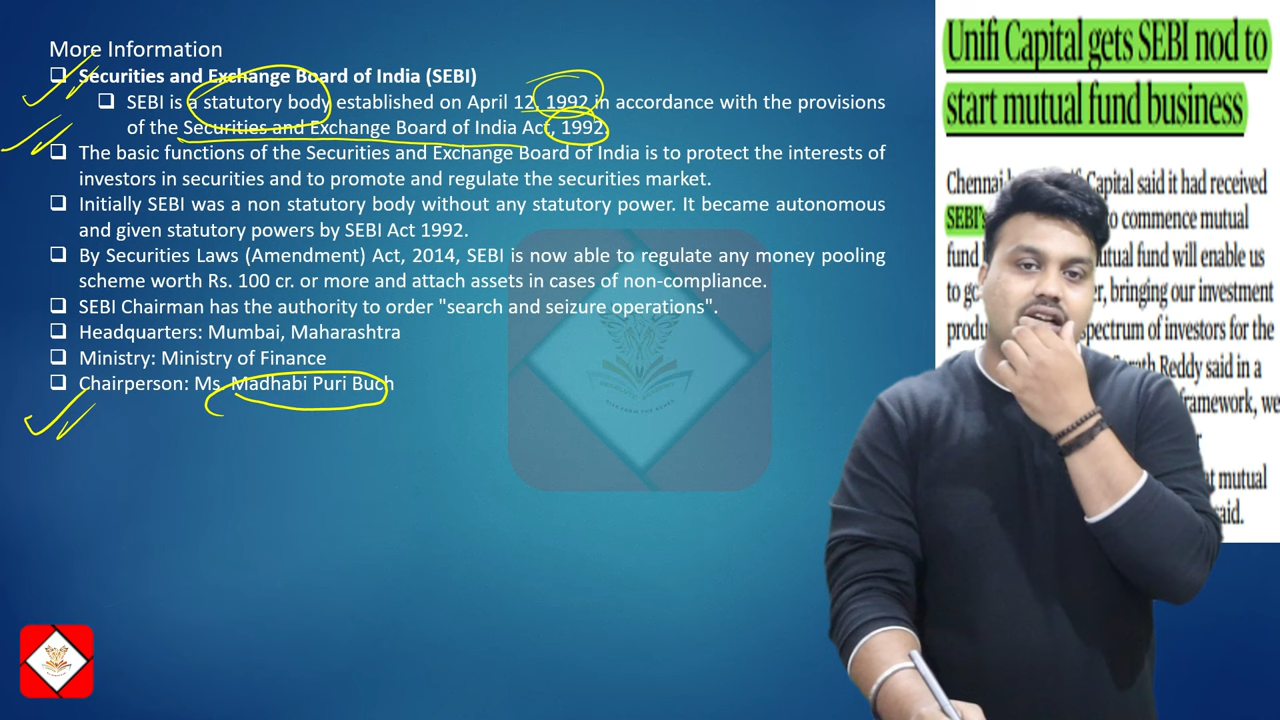 More Information
Securities and Exchange Board of India (SEBI)
SEBI is a statutory body established on April 12, 1992 in accordance with the provisions
of the Securities and Exchange Board of India Act, 1992.
The basic functions of the Securities and Exchange Board of India is to protect the interests of
investors in securities and to promote and regulate the securities market.
Initially SEBI was a non statutory body without any statutory power. It became autonomous
and given statutory powers by SEBI Act 1992.
By Securities Laws (Amendment) Act, 2014, SEBI is now able to regulate any money pooling
scheme worth Rs. 100 cr. or more and attach assets in cases of non-compliance.
SEBI Chairman has the authority to order "search and seizure operations".
Headquarters: Mumbai, Maharashtra
Ministry: Ministry of Finance
Chairperson: Ms. Madhabi Puri Buch
Unifi Capital gets SEBI nod to
start mutual fund business
Capital said it had received
to commence mutual
fund mutual fund will enable us
bringing our investment
spectrum of investors for the
Reddy said in a
framework, we
mutual
said.